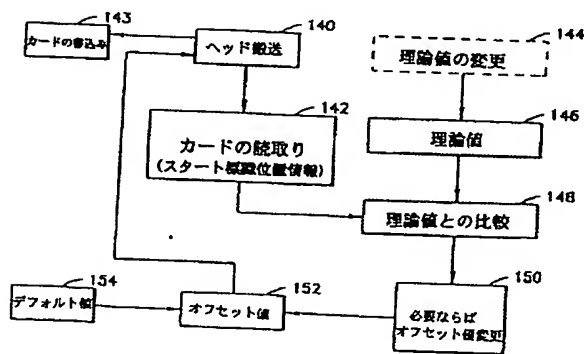 143
140
カードの書込み
ヘッド搬送
144
理論値の変更
142
カードの読取り
(スタート標識位置情報)
146
理論値
148
理論値との比較
150
必要ならば
オフセット値変更
152
オフセット値
154
デフォルト値